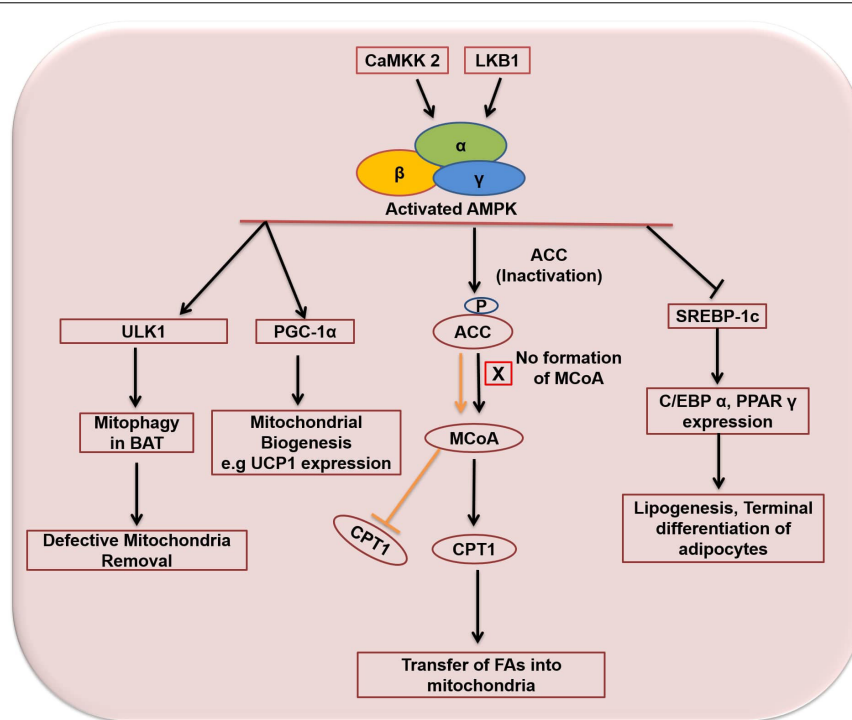 CaMKK 2
LKB1
α
β
γ
Activated AMPK
ACC
(Inactivation)
P
ULK1
PGC-1α
ACC
SREBP-1c
X
No formation
of MCoA
Mitophagy
in BAT
Mitochondrial
Biogenesis
e.g UCP1 expression
MCoA
C/EBP α, PPAR γ
expression
Defective Mitochondria
Removal
CPT1
CPT1
Lipogenesis, Terminal
differentiation of
adipocytes
Transfer of FAs into
mitochondria